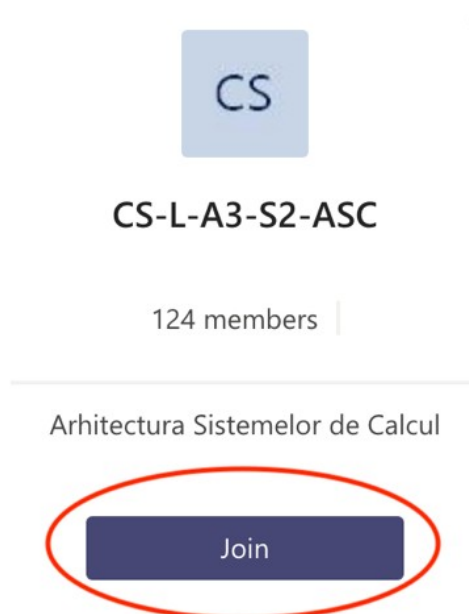 CS
CS-L-A3-S2-ASC
124 members
Arhitectura Sistemelor de Calcul
Join